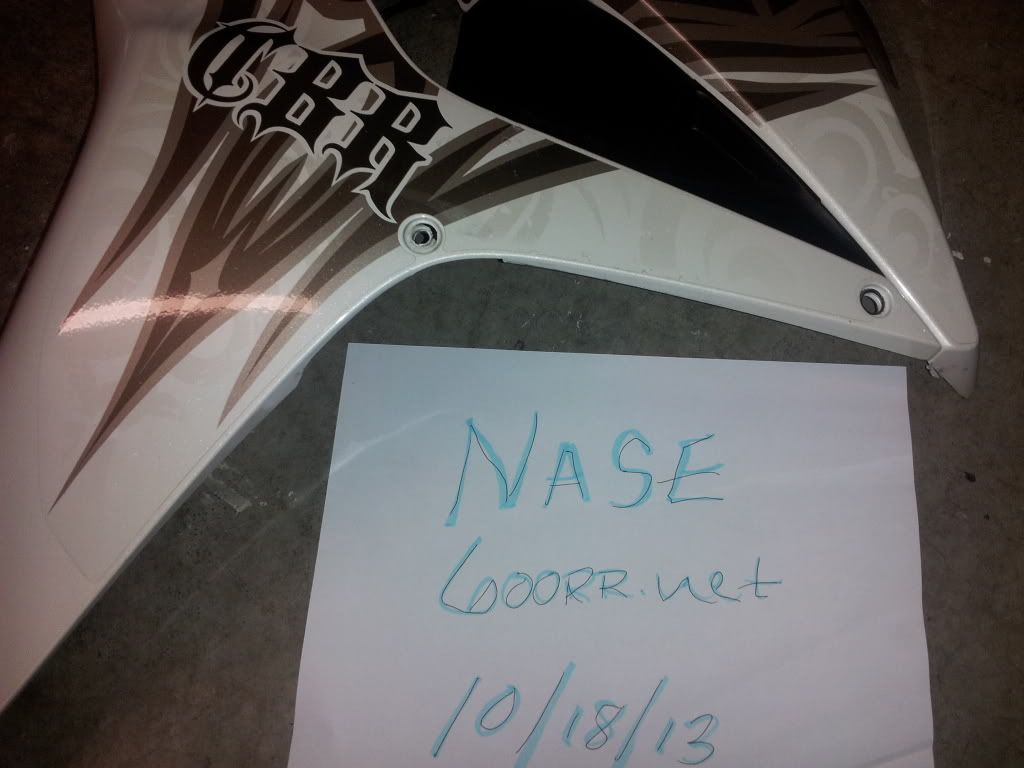 CBR
NASE
600RR.net
10/18/13